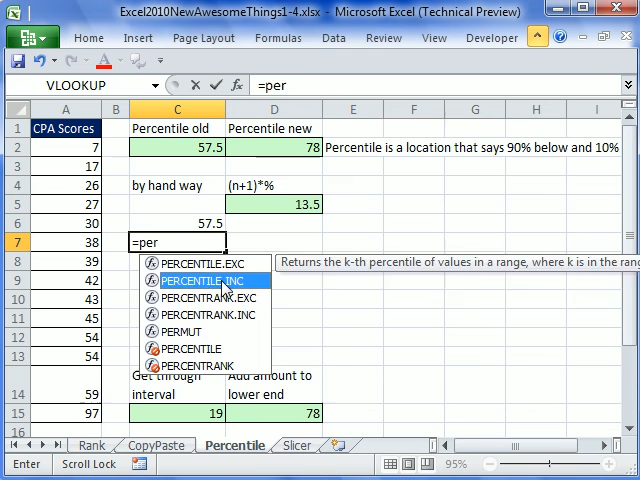 Excel2010NewAwesomeThings1-4.xlsx - Microsoft Excel (Technical Preview)
Home Insert Page Layout Formulas Data Review View Developer
VLOOKUP =per
A B C D E F G H I
1 CPA Scores Percentile old Percentile new
2 7 57.5 78 Percentile is a location that says 90% below and 10%
3 17
4 26 by hand way (n+1)*%
5 27 13.5
6 30 57.5
7 38 =per
8 39 PERCENTILE.EXC Returns the k-th percentile of values in a range, where k is in the rang
9 42 PERCENTILE.INC
10 43 PERCENTRANK.EXC
11 45 PERCENTRANK.INC
12 54 PERMUT
13 54 PERCENTILE
PERCENTRANK
14 59 Get through interval Add amount to lower end
15 97 19 78
16
Rank CopyPaste Percentile Slicer
Enter Scroll Lock 95%